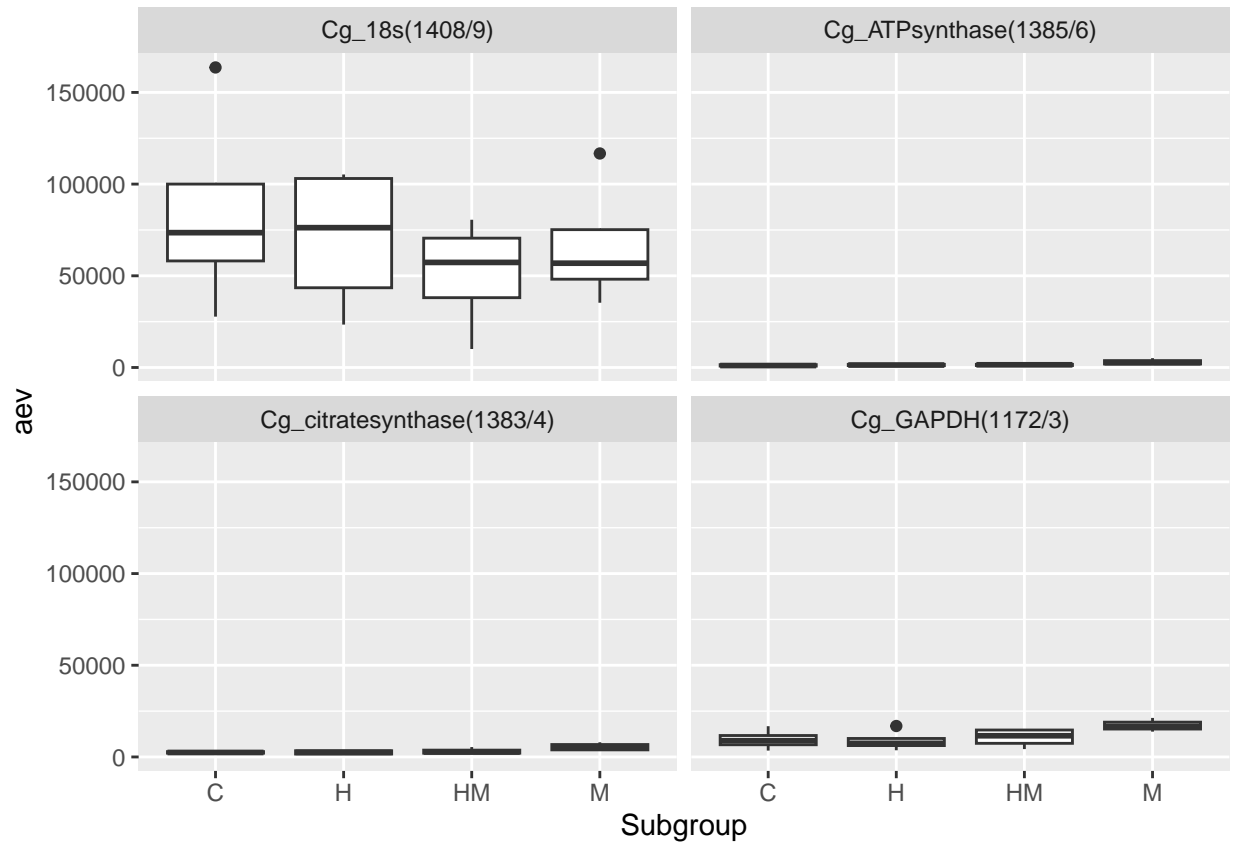 Cg_18s(1408/9)
Cg_ATPsynthase(1385/6)
150000
100000
50000
0
aev
Cg_citratesynthase(1383/4)
Cg_GAPDH(1172/3)
150000
100000
50000
0
C H HM M
C H HM M
Subgroup